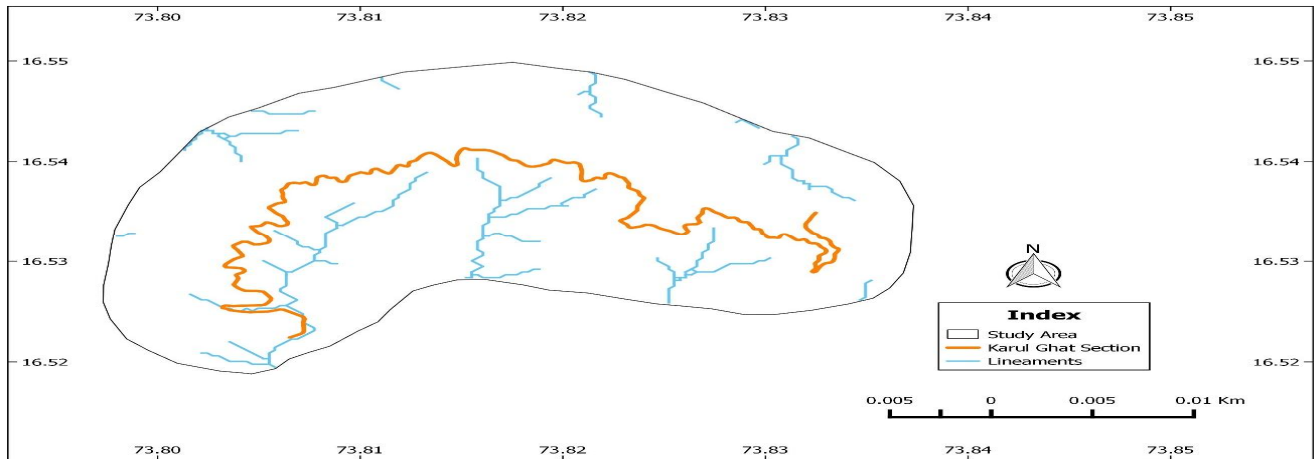 73.80 73.81 73.82 73.83 73.84 73.85
16.55 16.55
16.54 16.54
N
16.53 16.53
Index
Study Area
Karul Ghat Section
16.52 Lineaments 16.52
0.005 0 0.005 0.01 Km
73.80 73.81 73.82 73.83 73.84 73.85